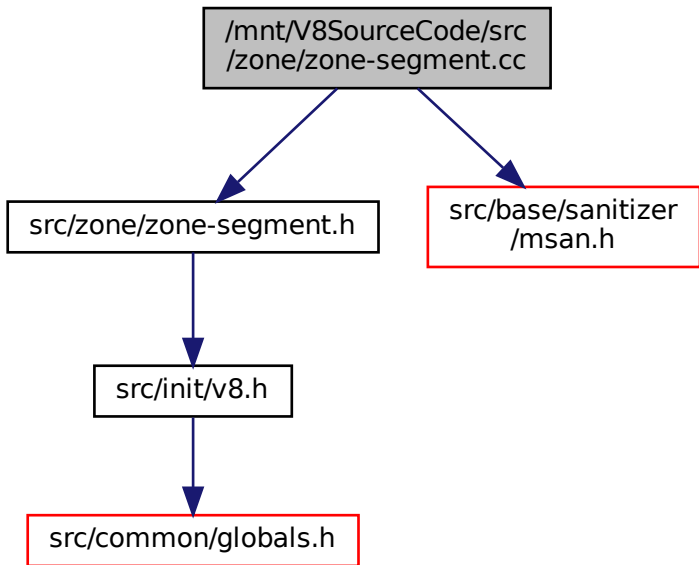 /mnt/V8SourceCode/src
/zone/zone-segment.cc
src/zone/zone-segment.h
src/base/sanitizer
/msan.h
src/init/v8.h
src/common/globals.h